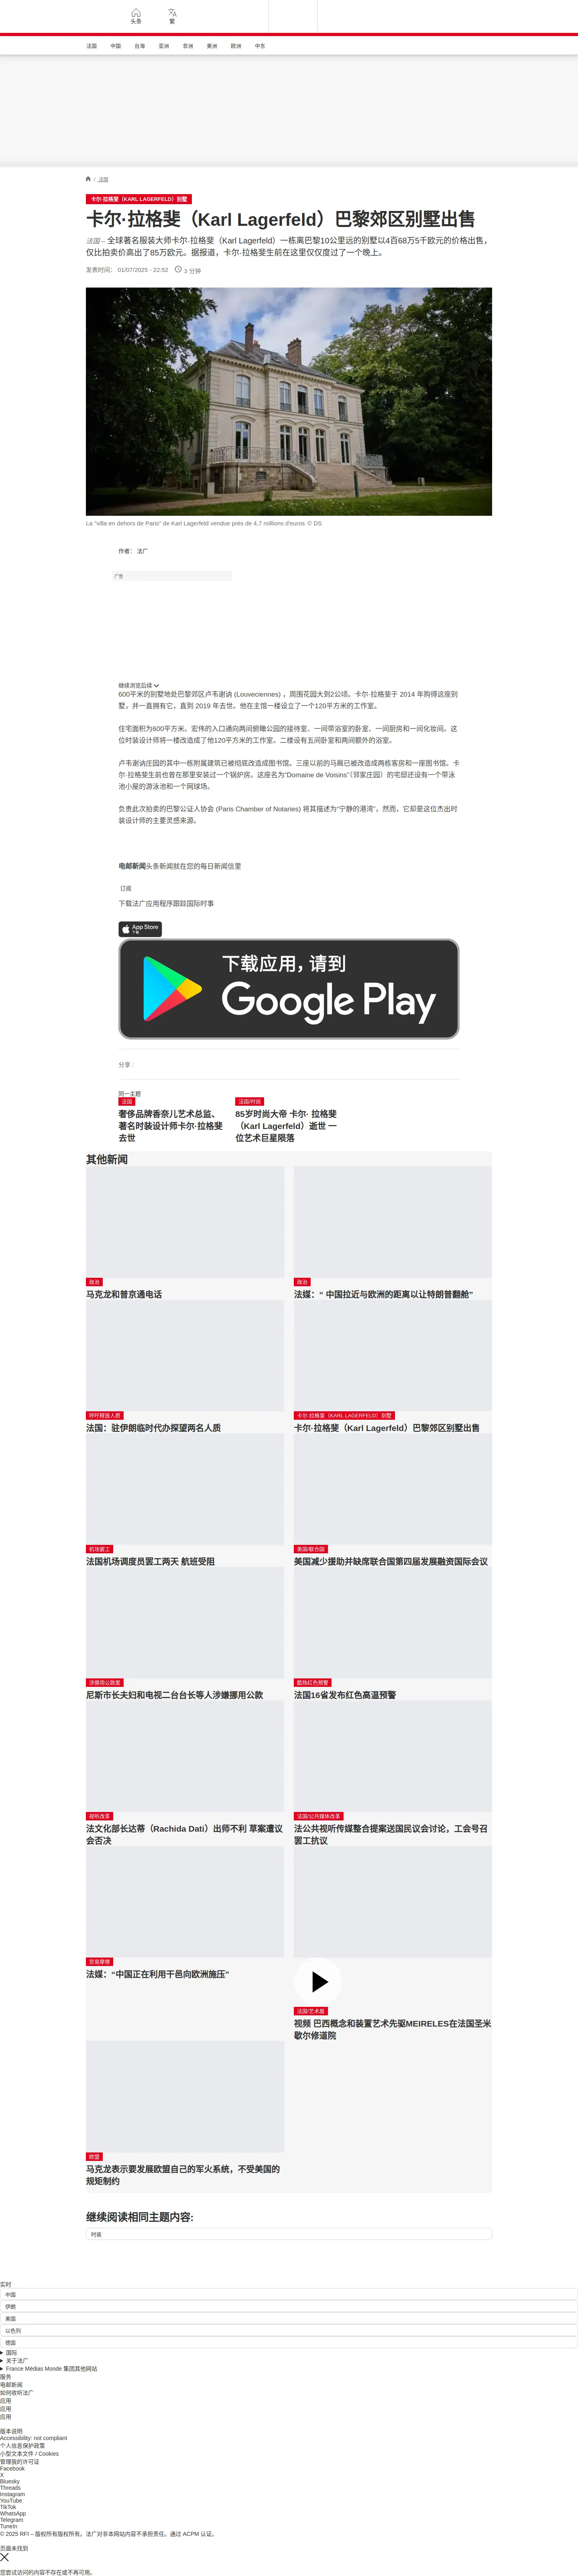 头条
繁
法国
中国
台海
亚洲
非洲
美洲
欧洲
中东
/ 法国
卡尔·拉格斐（KARL LAGERFELD）别墅
卡尔·拉格斐（Karl Lagerfeld）巴黎郊区别墅出售
法国 – 全球著名服装大师卡尔·拉格斐（Karl Lagerfeld）一栋离巴黎10公里远的别墅以4百68万5千欧元的价格出售，
仅比拍卖价高出了85万欧元。据报道，卡尔·拉格斐生前在这里仅仅度过了一个晚上。
发表时间： 01/07/2025 - 22:52
3 分钟
La "villa en dehors de Paris" de Karl Lagerfeld vendue près de 4,7 millions d'euros © DS
作者： 法广
广告
继续浏览后续
600平米的别墅地处巴黎郊区卢韦谢讷 (Louveciennes) ，周围花园大到2公顷。卡尔·拉格斐于 2014 年购得这座别
墅，并一直拥有它，直到 2019 年去世。他在主馆一楼设立了一个120平方米的工作室。
住宅面积为600平方米。宏伟的入口通向两间俯瞰公园的接待室、一间带浴室的卧室、一间厨房和一间化妆间。这
位时装设计师将一楼改造成了他120平方米的工作室。二楼设有五间卧室和两间额外的浴室。
卢韦谢讷庄园的其中一栋附属建筑已被彻底改造成图书馆。三座以前的马厩已被改造成两栋客房和一座图书馆。卡
尔·拉格斐生前也曾在那里安装过一个锅炉房。这座名为“Domaine de Voisins”（邻家庄园）的宅邸还设有一个带泳
池小屋的游泳池和一个网球场。
负责此次拍卖的巴黎公证人协会 (Paris Chamber of Notaries) 将其描述为“宁静的港湾”，然而，它却是这位杰出时
装设计师的主要灵感来源。
电邮新闻头条新闻就在您的每日新闻信里
订阅
下载法广应用程序跟踪国际时事
App Store
下载
下载应用，请到
Google Play
分享 :
同一主题
法国
奢侈品牌香奈儿艺术总监、
著名时装设计师卡尔·拉格斐
去世
法国/时尚
85岁时尚大帝 卡尔· 拉格斐
（Karl Lagerfeld）逝世 一
位艺术巨星陨落
其他新闻
政治
马克龙和普京通电话
政治
法媒：“ 中国拉近与欧洲的距离以让特朗普翻舱”
呼吁释放人质
法国：驻伊朗临时代办探望两名人质
卡尔·拉格斐（KARL LAGERFELD）别墅
卡尔·拉格斐（Karl Lagerfeld）巴黎郊区别墅出售
机场罢工
法国机场调度员罢工两天 航班受阻
美国/联合国
美国减少援助并缺席联合国第四届发展融资国际会议
涉挪用公款案
尼斯市长夫妇和电视二台台长等人涉嫌挪用公款
酷热红色预警
法国16省发布红色高温预警
视听改革
法文化部长达蒂（Rachida Dati）出师不利 草案遭议
会否决
法国/公共媒体改革
法公共视听传媒整合提案送国民议会讨论，工会号召
罢工抗议
贸易摩擦
法媒：“中国正在利用干邑向欧洲施压”
法国/艺术展
视频 巴西概念和装置艺术先驱MEIRELES在法国圣米
歇尔修道院
欧盟
马克龙表示要发展欧盟自己的军火系统，不受美国的
规矩制约
继续阅读相同主题内容:
时装
实时
中国
伊朗
美国
以色列
德国
国际
关于法广
France Médias Monde 集团其他网站
服务
电邮新闻
如何收听法广
应用
应用
应用
版本说明
Accessibility: not compliant
个人信息保护政策
小型文本文件 / Cookies
管理我的许可证
Facebook
X
Bluesky
Threads
Instagram
YouTube
TikTok
WhatsApp
Telegram
TuneIn
© 2025 RFI – 版权所有版权所有。法广对非本网站内容不承担责任。通过 ACPM 认证。
页面未找到
您尝试访问的内容不存在或不再可用。